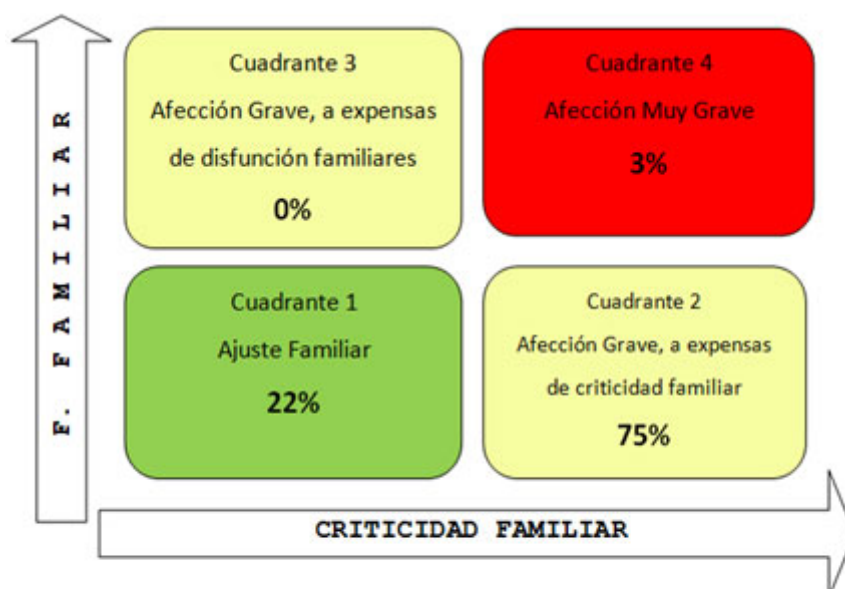 Cuadrante 3
Afección Grave, a expensas
de disfunción familiares
0%
Cuadrante 4
Afección Muy Grave
3%
Cuadrante 1
Ajuste Familiar
22%
Cuadrante 2
Afección Grave, a expensas
de criticidad familiar
75%
F. FAMILIAR
CRITICIDAD FAMILIAR